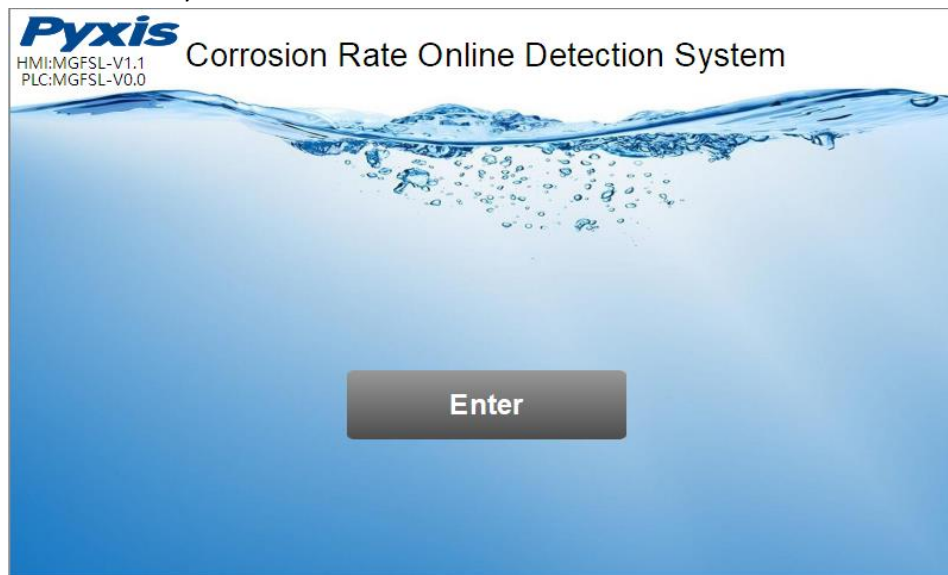 Pyxis
HMI:MGFSL-V1.1
PLC:MGFSL-V0.0
Corrosion Rate Online Detection System
Enter